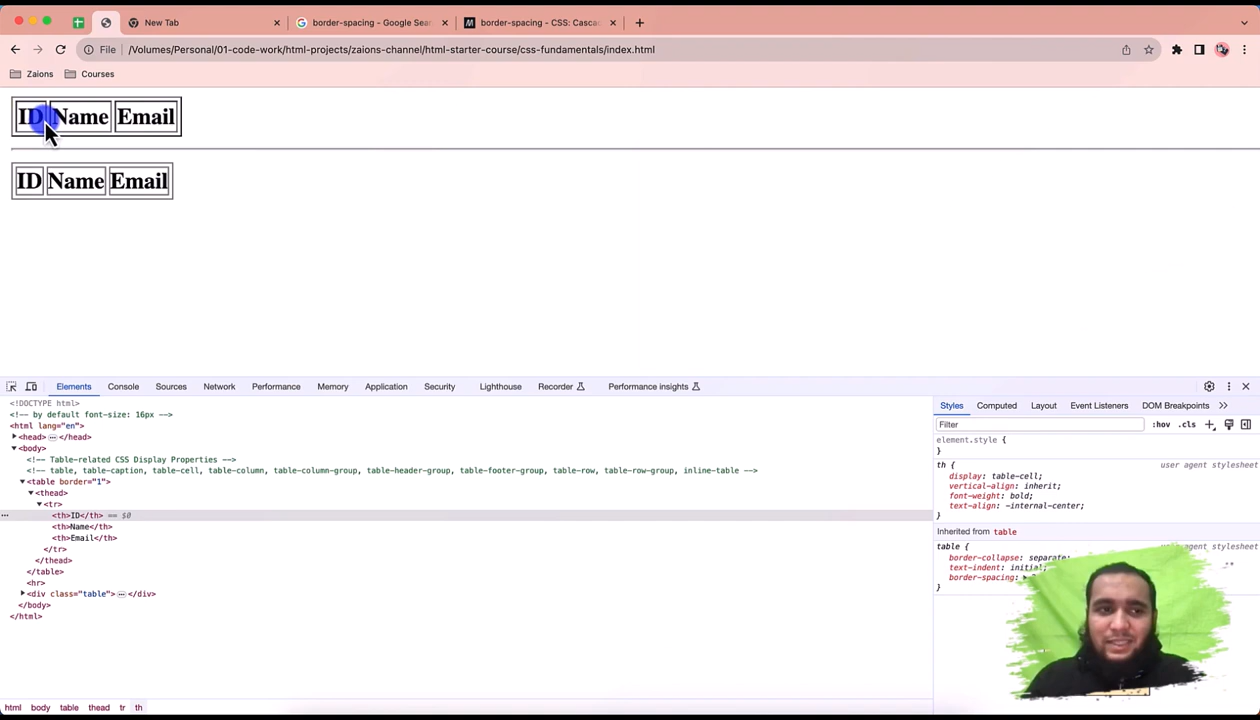 New Tab
border-spacing - Google Sear
border-spacing - CSS: Cascad
File
/Volumes/Personal/01-code-work/html-projects/zaions-channel/html-starter-course/css-fundamentals/index.html
Zaions
Courses
ID Name Email
ID Name Email
Elements Console Sources Network Performance Memory Application Security Lighthouse Recorder Performance insights
<!DOCTYPE html>
<!-- by default font-size: 16px -->
<html lang="en">
<head> … </head>
<body>
<!-- Table-related CSS Display Properties -->
<!-- table, table-caption, table-cell, table-column, table-column-group, table-header-group, table-footer-group, table-row, table-row-group, inline-table -->
<table border="1">
<thead>
<tr>
<th>ID</th> == $0
<th>Name</th>
<th>Email</th>
</tr>
</thead>
</table>
<hr>
<div class="table"> … </div>
</body>
</html>
html body table thead tr th
Styles Computed Layout Event Listeners DOM Breakpoints
Filter
:hov .cls
element.style {
}
th { user agent stylesheet
display: table-cell;
vertical-align: inherit;
font-weight: bold;
text-align: -internal-center;
}
Inherited from table
table { agent stylesheet
border-collapse: separate;
text-indent: initial;
border-spacing:
}